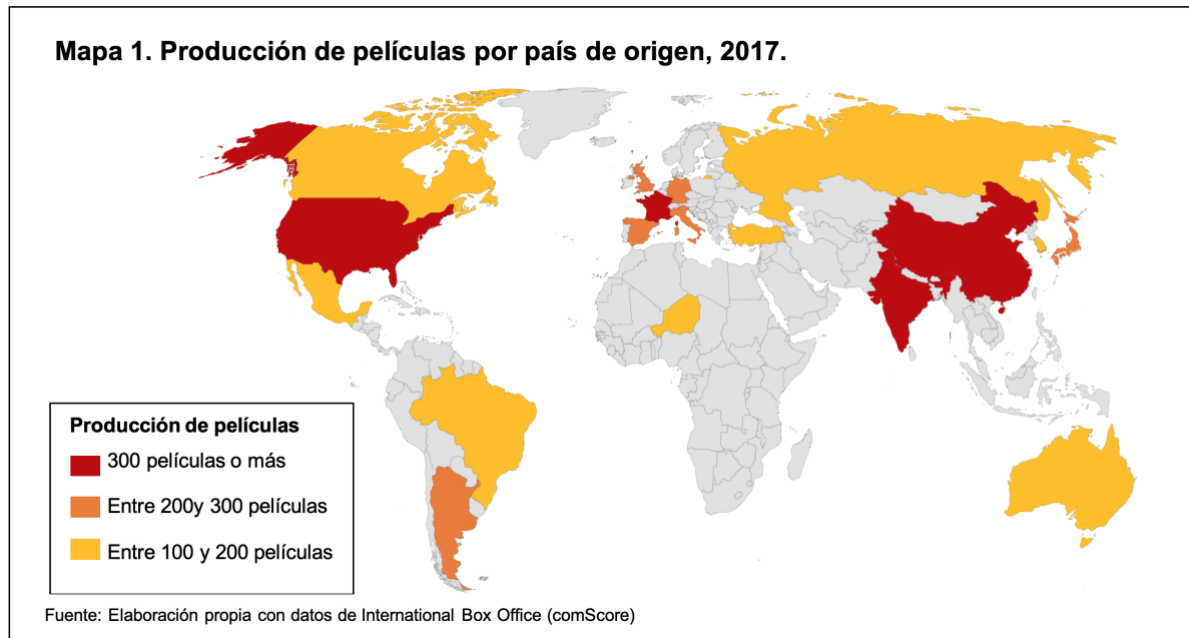 Mapa 1. Producción de películas por país de origen, 2017.
Producción de películas
300 películas o más
Entre 200y 300 películas
Entre 100 y 200 películas
Fuente: Elaboración propia con datos de International Box Office (comScore)